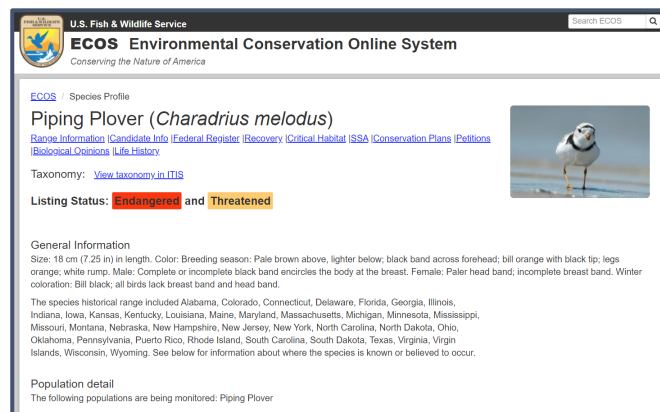 U.S.
FISH & WILDLIFE
SERVICE
U.S. Fish & Wildlife Service
Search ECOS
ECOS Environmental Conservation Online System
Conserving the Nature of America
ECOS / Species Profile
Piping Plover (Charadrius melodus)
Range Information |Candidate Info |Federal Register |Recovery |Critical Habitat |SSA |Conservation Plans |Petitions
|Biological Opinions |Life History
Taxonomy: View taxonomy in ITIS
Listing Status: Endangered and Threatened
General Information
Size: 18 cm (7.25 in) in length. Color: Breeding season: Pale brown above, lighter below; black band across forehead; bill orange with black tip; legs
orange; white rump. Male: Complete or incomplete black band encircles the body at the breast. Female: Paler head band; incomplete breast band. Winter
coloration: Bill black; all birds lack breast band and head band.
The species historical range included Alabama, Colorado, Connecticut, Delaware, Florida, Georgia, Illinois,
Indiana, Iowa, Kansas, Kentucky, Louisiana, Maine, Maryland, Massachusetts, Michigan, Minnesota, Mississippi,
Missouri, Montana, Nebraska, New Hampshire, New Jersey, New York, North Carolina, North Dakota, Ohio,
Oklahoma, Pennsylvania, Puerto Rico, Rhode Island, South Carolina, South Dakota, Texas, Virginia, Virgin
Islands, Wisconsin, Wyoming. See below for information about where the species is known or believed to occur.
Population detail
The following populations are being monitored: Piping Plover